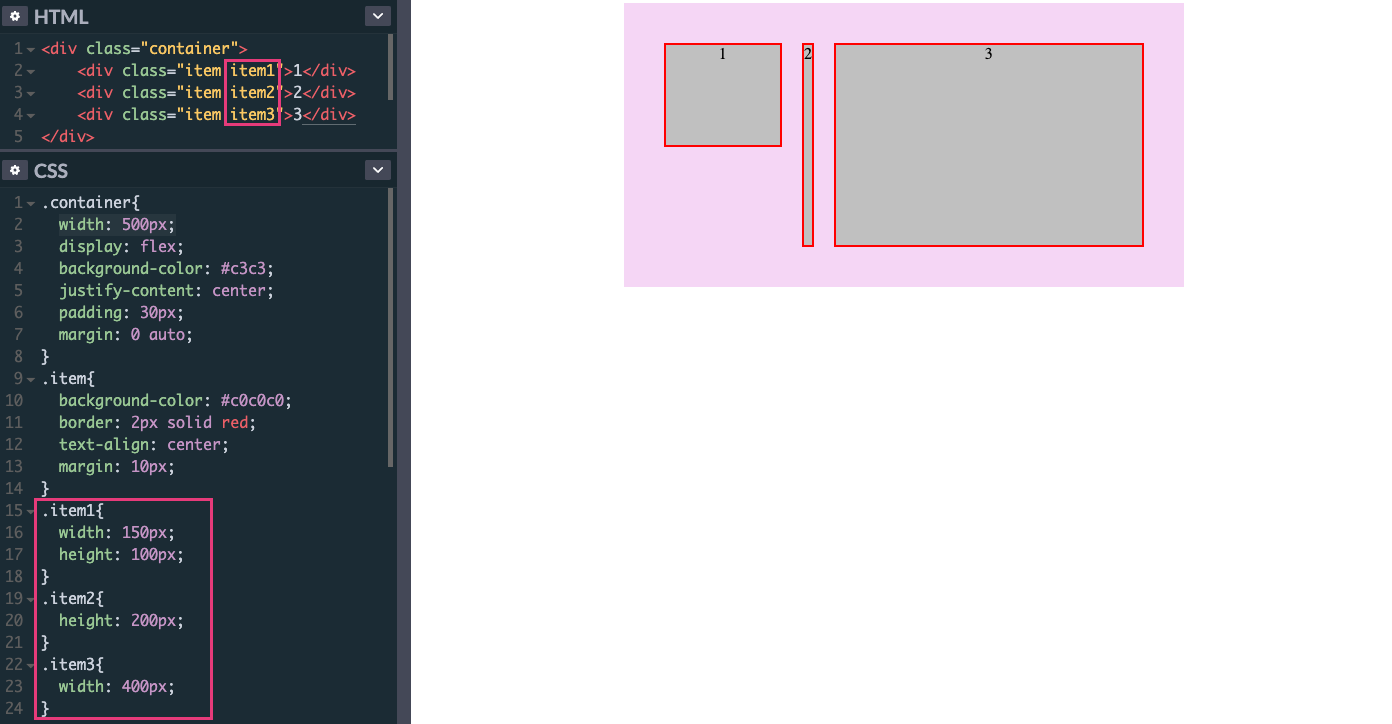 HTML
1 <div class="container">
2 <div class="item item1">1</div>
3 <div class="item item2">2</div>
4 <div class="item item3">3</div>
5 </div>
CSS
1 .container{
2 width: 500px;
3 display: flex;
4 background-color: #c3c3;
5 justify-content: center;
6 padding: 30px;
7 margin: 0 auto;
8 }
9 .item{
10 background-color: #c0c0c0;
11 border: 2px solid red;
12 text-align: center;
13 margin: 10px;
14 }
15 .item1{
16 width: 150px;
17 height: 100px;
18 }
19 .item2{
20 height: 200px;
21 }
22 .item3{
23 width: 400px;
24 }
1 2 3